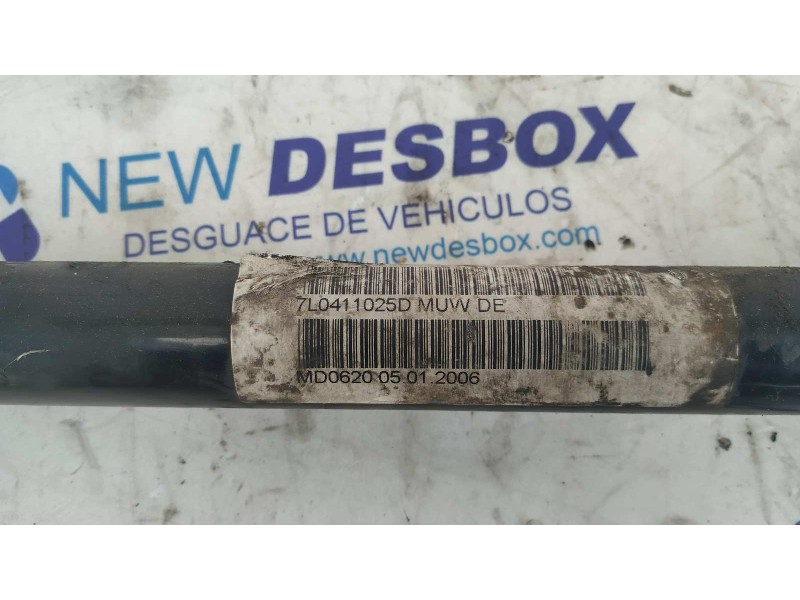 NEW DESBOX
DESGUACE DE VEHICULOS
www.newdesbox.com
7L0411025D MUW DE
MD0620 05.01.2006